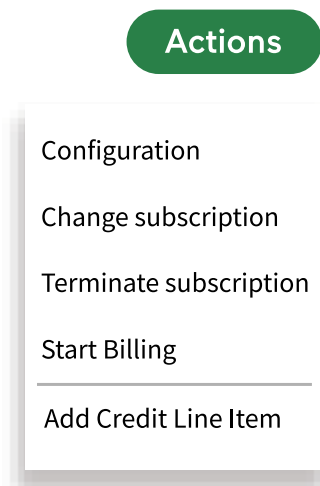 Actions
Configuration
Change subscription
Terminate subscription
Start Billing
Add Credit Line Item